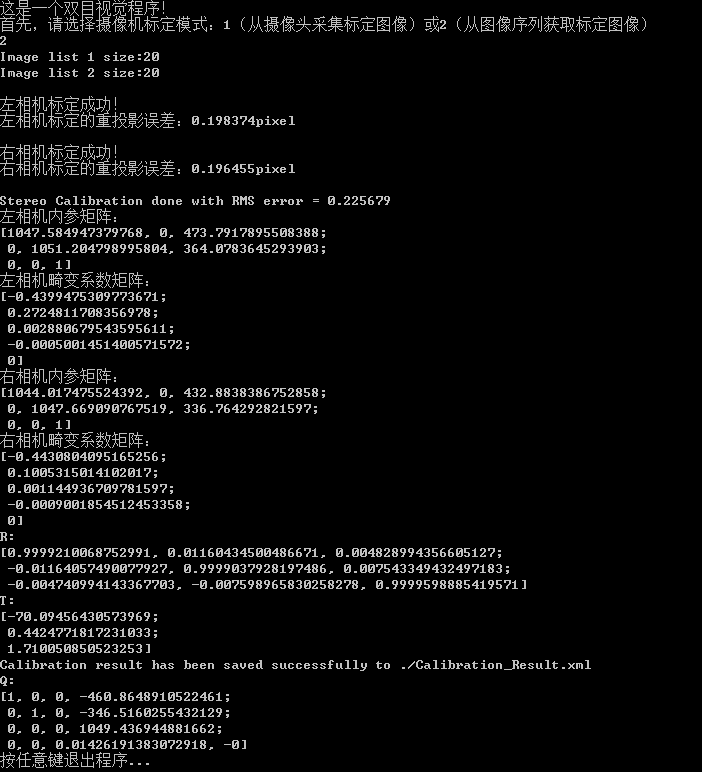 这是一个双目视觉程序!
首先，请选择摄像机标定模式：1（从摄像头采集标定图像）或2（从图像序列获取标定图像）
2
Image list 1 size:20
Image list 2 size:20
左相机标定成功!
左相机标定的重投影误差：0.198374pixel
右相机标定成功!
右相机标定的重投影误差：0.196455pixel
Stereo Calibration done with RMS error = 0.225679
左相机内参矩阵：
[1047.584947379768, 0, 473.7917895508388;
0, 1051.204798995804, 364.0783645293903;
0, 0, 1]
左相机畸变系数矩阵：
[-0.4399475309773671;
0.2724811708356978;
0.002880679543595611;
-0.0005001451400571572;
0]
右相机内参矩阵：
[1044.017475524392, 0, 432.8838386752858;
0, 1047.669090767519, 336.764292821597;
0, 0, 1]
右相机畸变系数矩阵：
[-0.4430804095165256;
0.1005315014102017;
0.001144936709781597;
-0.0009001854512453358;
0]
R:
[0.9999210068752991, 0.01160434500486671, 0.004828994356605127;
-0.01164057490077927, 0.9999037928197486, 0.007543349432497183;
-0.004740994143367703, -0.007598965830258278, 0.9999598885419571]
T:
[-70.09456430573969;
0.4424771817231033;
1.710050850523253]
Calibration result has been saved successfully to ./Calibration_Result.xml
Q:
[1, 0, 0, -460.8648910522461;
0, 1, 0, -346.5160255432129;
0, 0, 0, 1049.436944881662;
0, 0, 0.01426191383072918, -0]
按任意键退出程序...